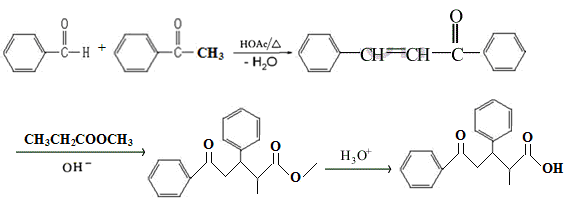 O
C
H
+
O
C
CH₃
HOAc/△
- H₂O
O
CH=CH
C
CH₃CH₂COOCH₃
OH⁻
O
O
O
H₃O⁺
O
O
OH